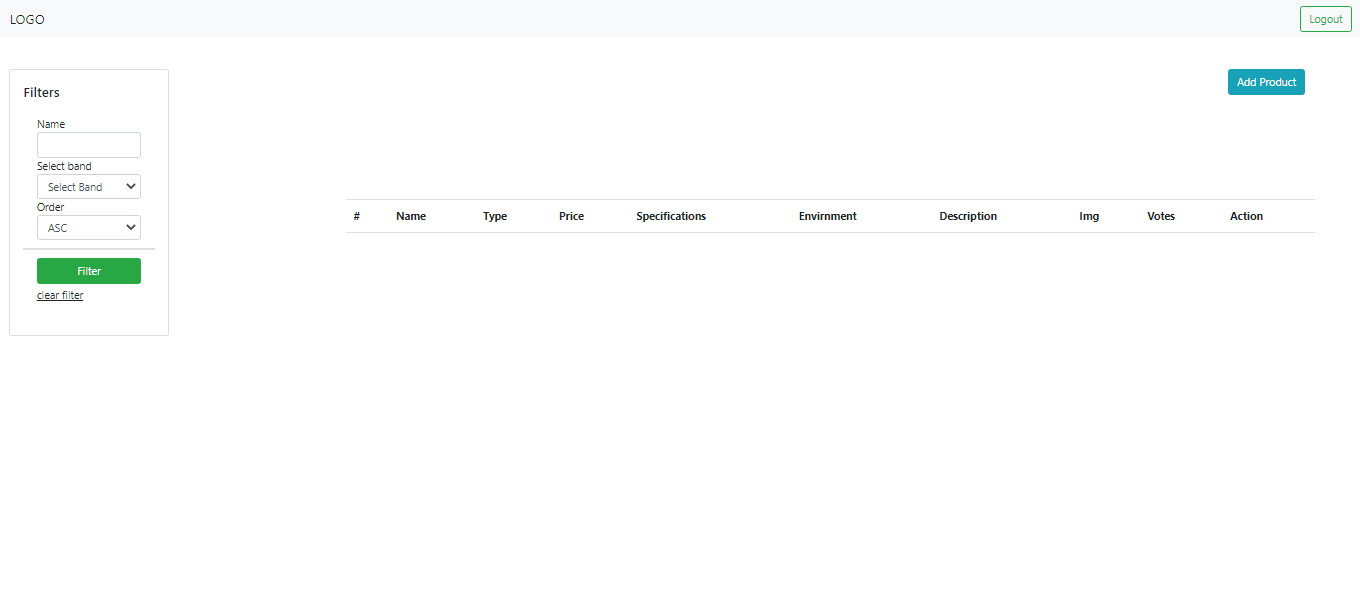 LOGO
Logout
Filters
Add Product
Name
Select band
Select Band
Order
ASC
Filter
clear filter
# Name Type Price Specifications Envirnment Description Img Votes Action